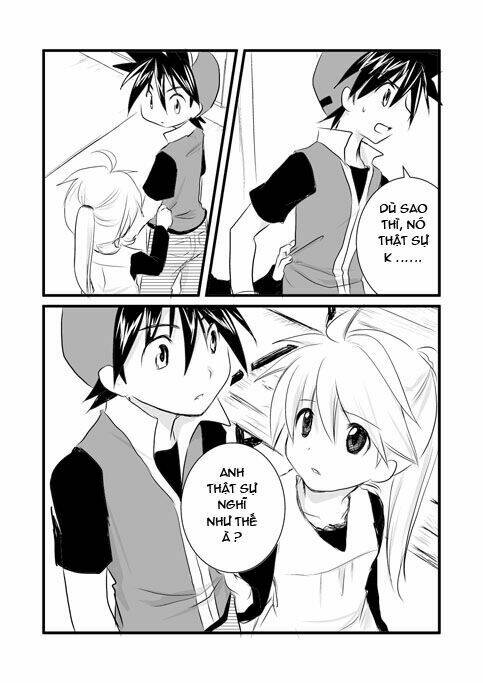 DÙ SAO
THÌ, NÓ
THẬT SỰ
K ......
ANH
THẬT SỰ
NGHĨ
NHƯ THẾ
À ?